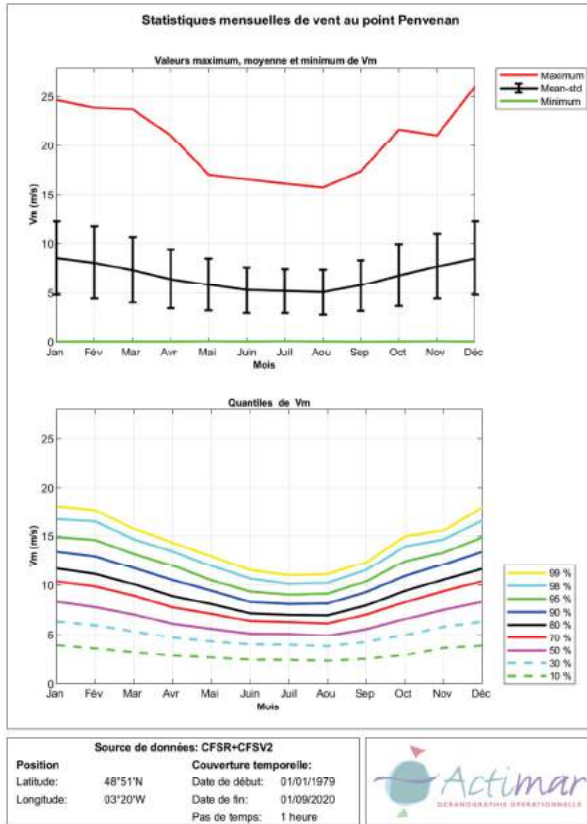 Statistiques mensuelles de vent au point Penvenan
Valeurs maximum, moyenne et minimum de Vm
Maximum
Mean-std
Minimum
Vm (m/s)
25
20
15
10
5
0
Jan Fév Mar Avr Mai Juin Juil Aou Sep Oct Nov Déc
Mois
Quantiles de Vm
Vm (m/s)
25
20
15
10
5
0
Jan Fév Mar Avr Mai Juin Juil Aou Sep Oct Nov Déc
Mois
99 %
98 %
95 %
90 %
80 %
70 %
50 %
30 %
10 %
Source de données: CFSR+CFSV2
Position Couverture temporelle:
Latitude: 48°51'N Date de début: 01/01/1979
Longitude: 03°20'W Date de fin: 01/09/2020
Pas de temps: 1 heure
Actimar
OCÉANOGRAPHIE OPÉRATIONNELLE